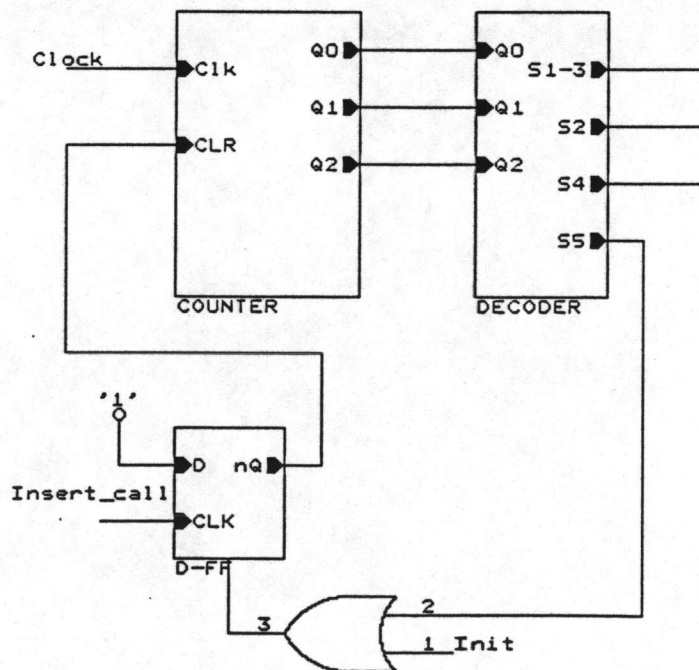 Clock
Clk
CLR
Q0
Q1
Q2
COUNTER
Q0
Q1
Q2
S1-3
S2
S4
S5
DECODER
'1'
D
nQ
Insert_call
CLK
D-FF
3
2
1
Init